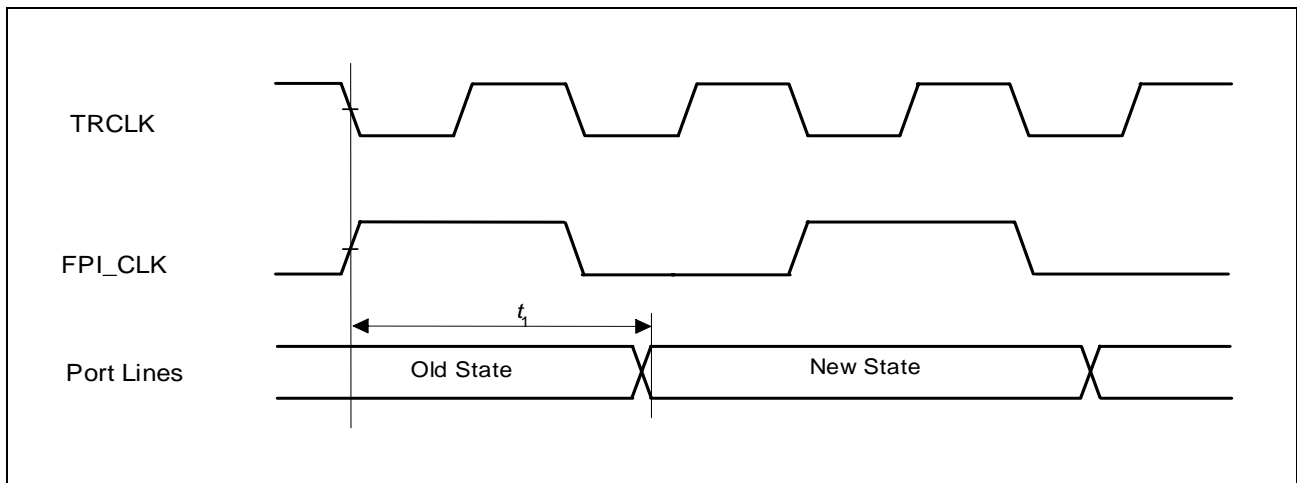 TRCLK
FPI_CLK
t1
Port Lines
Old State
New State